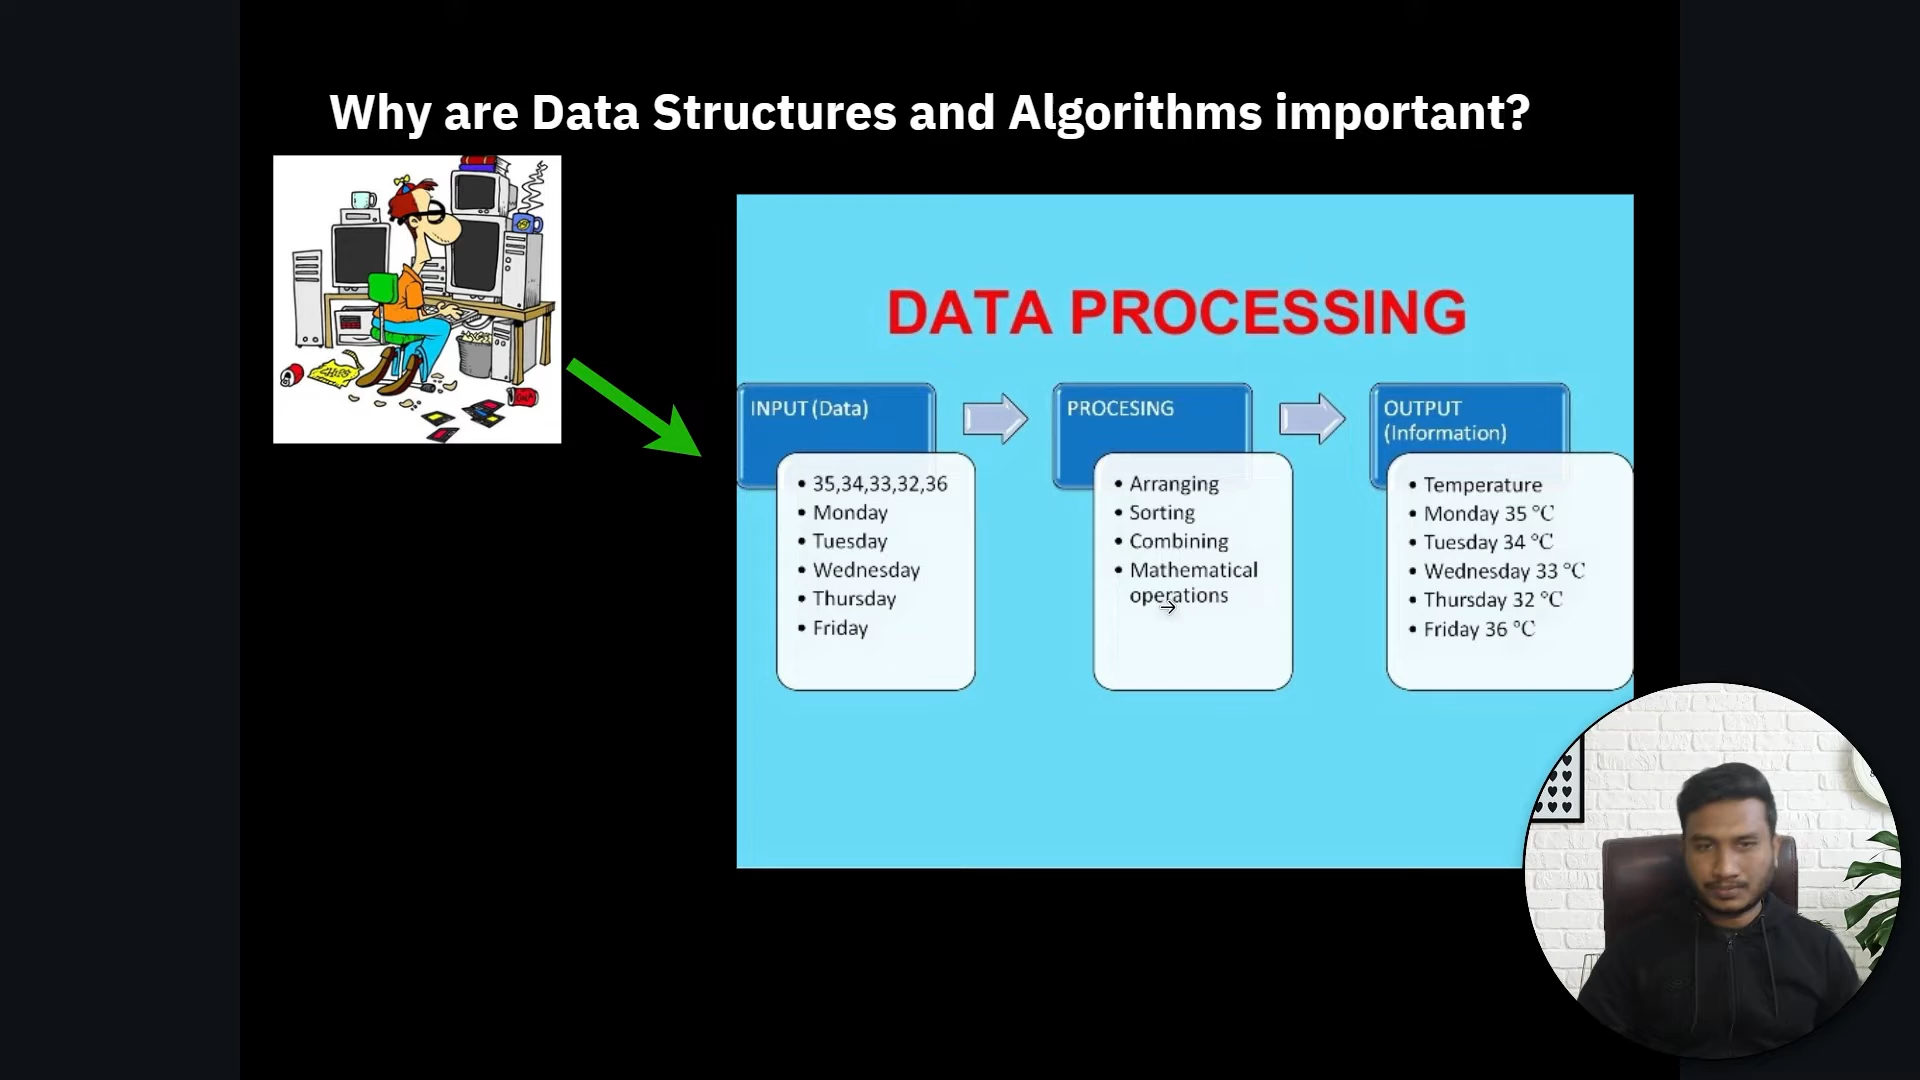 Why are Data Structures and Algorithms important?
DATA PROCESSING
INPUT (Data)
• 35,34,33,32,36
• Monday
• Tuesday
• Wednesday
• Thursday
• Friday
PROCESING
• Arranging
• Sorting
• Combining
• Mathematical
operations
OUTPUT
(Information)
• Temperature
• Monday 35 °C
• Tuesday 34 °C
• Wednesday 33 °C
• Thursday 32 °C
• Friday 36 °C
CHIPS